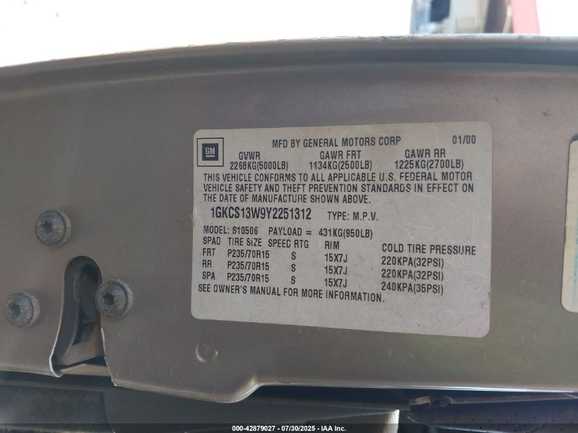 GM
MFD BY GENERAL MOTORS CORP 01/00
GVWR GAWR FRT GAWR RR
2268KG(5000LB) 1134KG(2500LB) 1225KG(2700LB)
THIS VEHICLE CONFORMS TO ALL APPLICABLE U.S. FEDERAL MOTOR
VEHICLE SAFETY AND THEFT PREVENTION STANDARDS IN EFFECT ON
THE DATE OF MANUFACTURE SHOWN ABOVE.
1GKCS13W9Y2251312 TYPE: M.P.V.
MODEL: S10506 PAYLOAD = 431KG(950LB)
SPAD TIRE SIZE SPEED RTG RIM COLD TIRE PRESSURE
FRT P235/70R15 S 15X7J 220KPA(32PSI)
RR P235/70R15 S 15X7J 220KPA(32PSI)
SPA P235/70R15 S 15X7J 240KPA(35PSI)
SEE OWNER'S MANUAL FOR MORE INFORMATION.
000-42879027 - 07/30/2025 - IAA Inc.